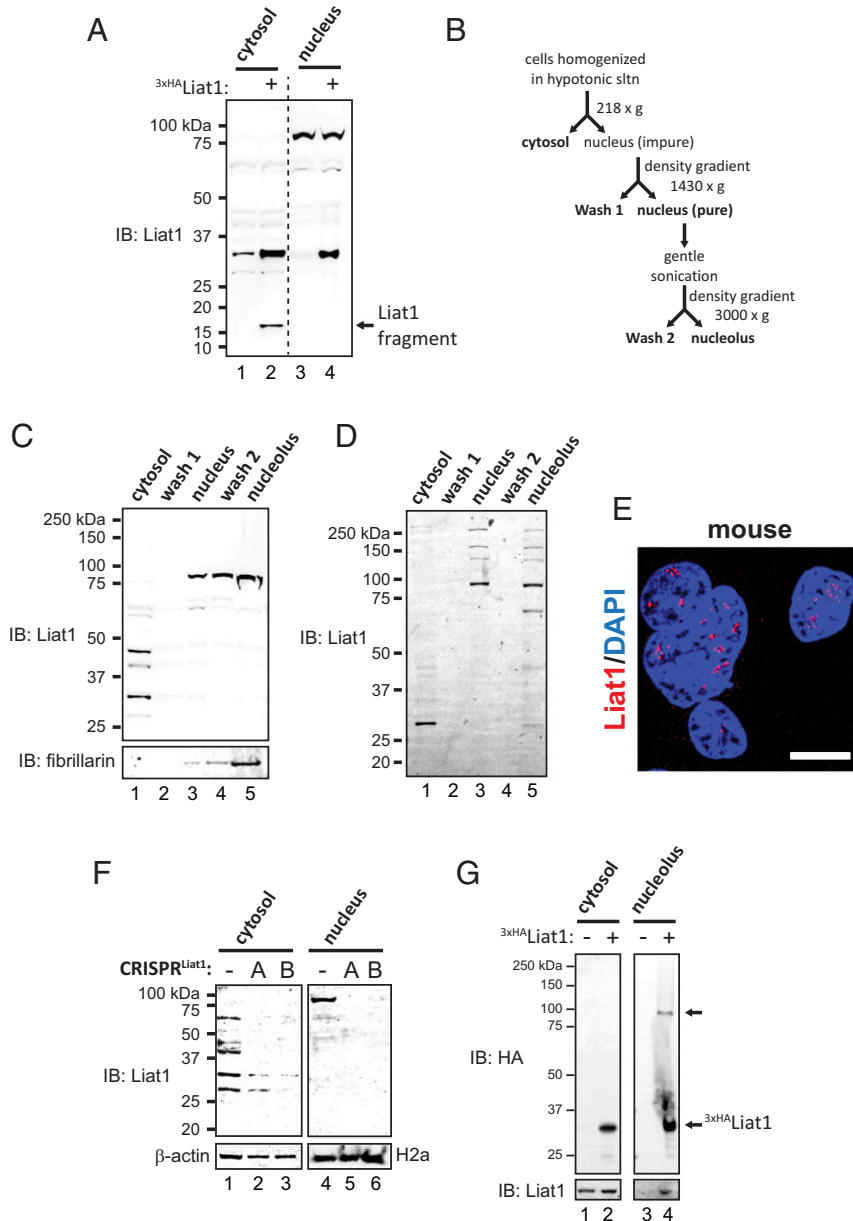 A
cytosol nucleus
3xHALiat1: + +
100 kDa
75
50
37
25
20
15
10
IB: Liat1
Liat1
fragment
1 2 3 4
B
cells homogenized
in hypotonic sltn
218 x g
cytosol nucleus (impure)
density gradient
1430 x g
Wash 1 nucleus (pure)
gentle
sonication
density gradient
3000 x g
Wash 2 nucleolus
C
cytosol wash 1 nucleus wash 2 nucleolus
250 kDa
150
100
75
50
37
25
IB: Liat1
IB: fibrillarin
1 2 3 4 5
D
cytosol wash 1 nucleus wash 2 nucleolus
250 kDa
150
100
75
50
37
25
20
IB: Liat1
1 2 3 4 5
E
mouse
Liat1/DAPI
F
cytosol nucleus
CRISPRLiat1: - A B - A B
100 kDa
75
50
37
25
20
IB: Liat1
β-actin H2a
1 2 3 4 5 6
G
cytosol nucleolus
3xHALiat1: - + - +
250 kDa
150
100
75
50
37
25
IB: HA
3xHALiat1
IB: Liat1
1 2 3 4